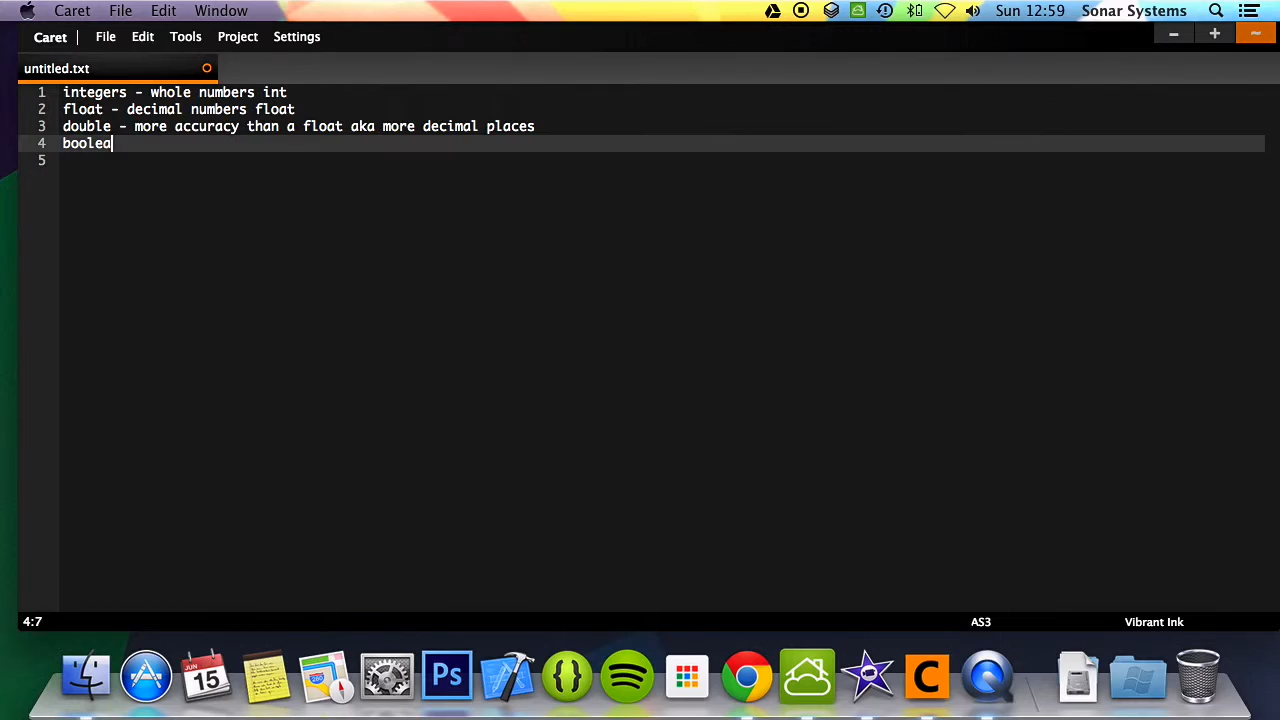 Caret File Edit Window Sun 12:59 Sonar Systems
Caret | File Edit Tools Project Settings
untitled.txt
1 integers - whole numbers int
2 float - decimal numbers float
3 double - more accuracy than a float aka more decimal places
4 boolea
5
4:7 AS3 Vibrant Ink
JUN
15
280
Ps
{}
C